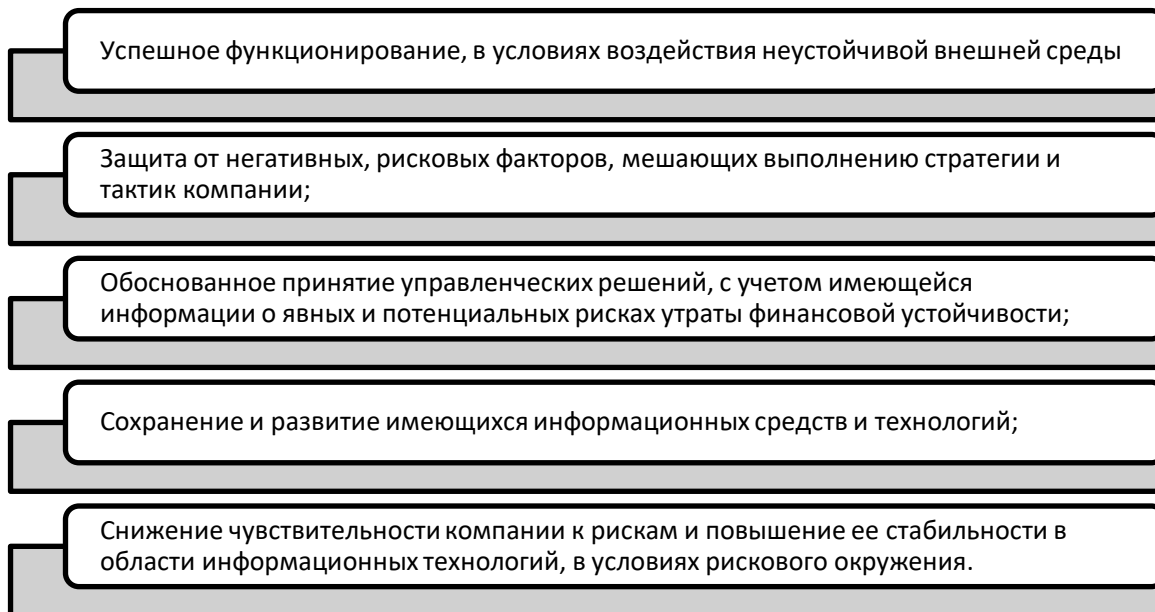 Успешное функционирование, в условиях воздействия неустойчивой внешней среды
Защита от негативных, рисковых факторов, мешающих выполнению стратегии и
тактик компании;
Обоснованное принятие управленческих решений, с учетом имеющейся
информации о явных и потенциальных рисках утраты финансовой устойчивости;
Сохранение и развитие имеющихся информационных средств и технологий;
Снижение чувствительности компании к рискам и повышение ее стабильности в
области информационных технологий, в условиях рискового окружения.